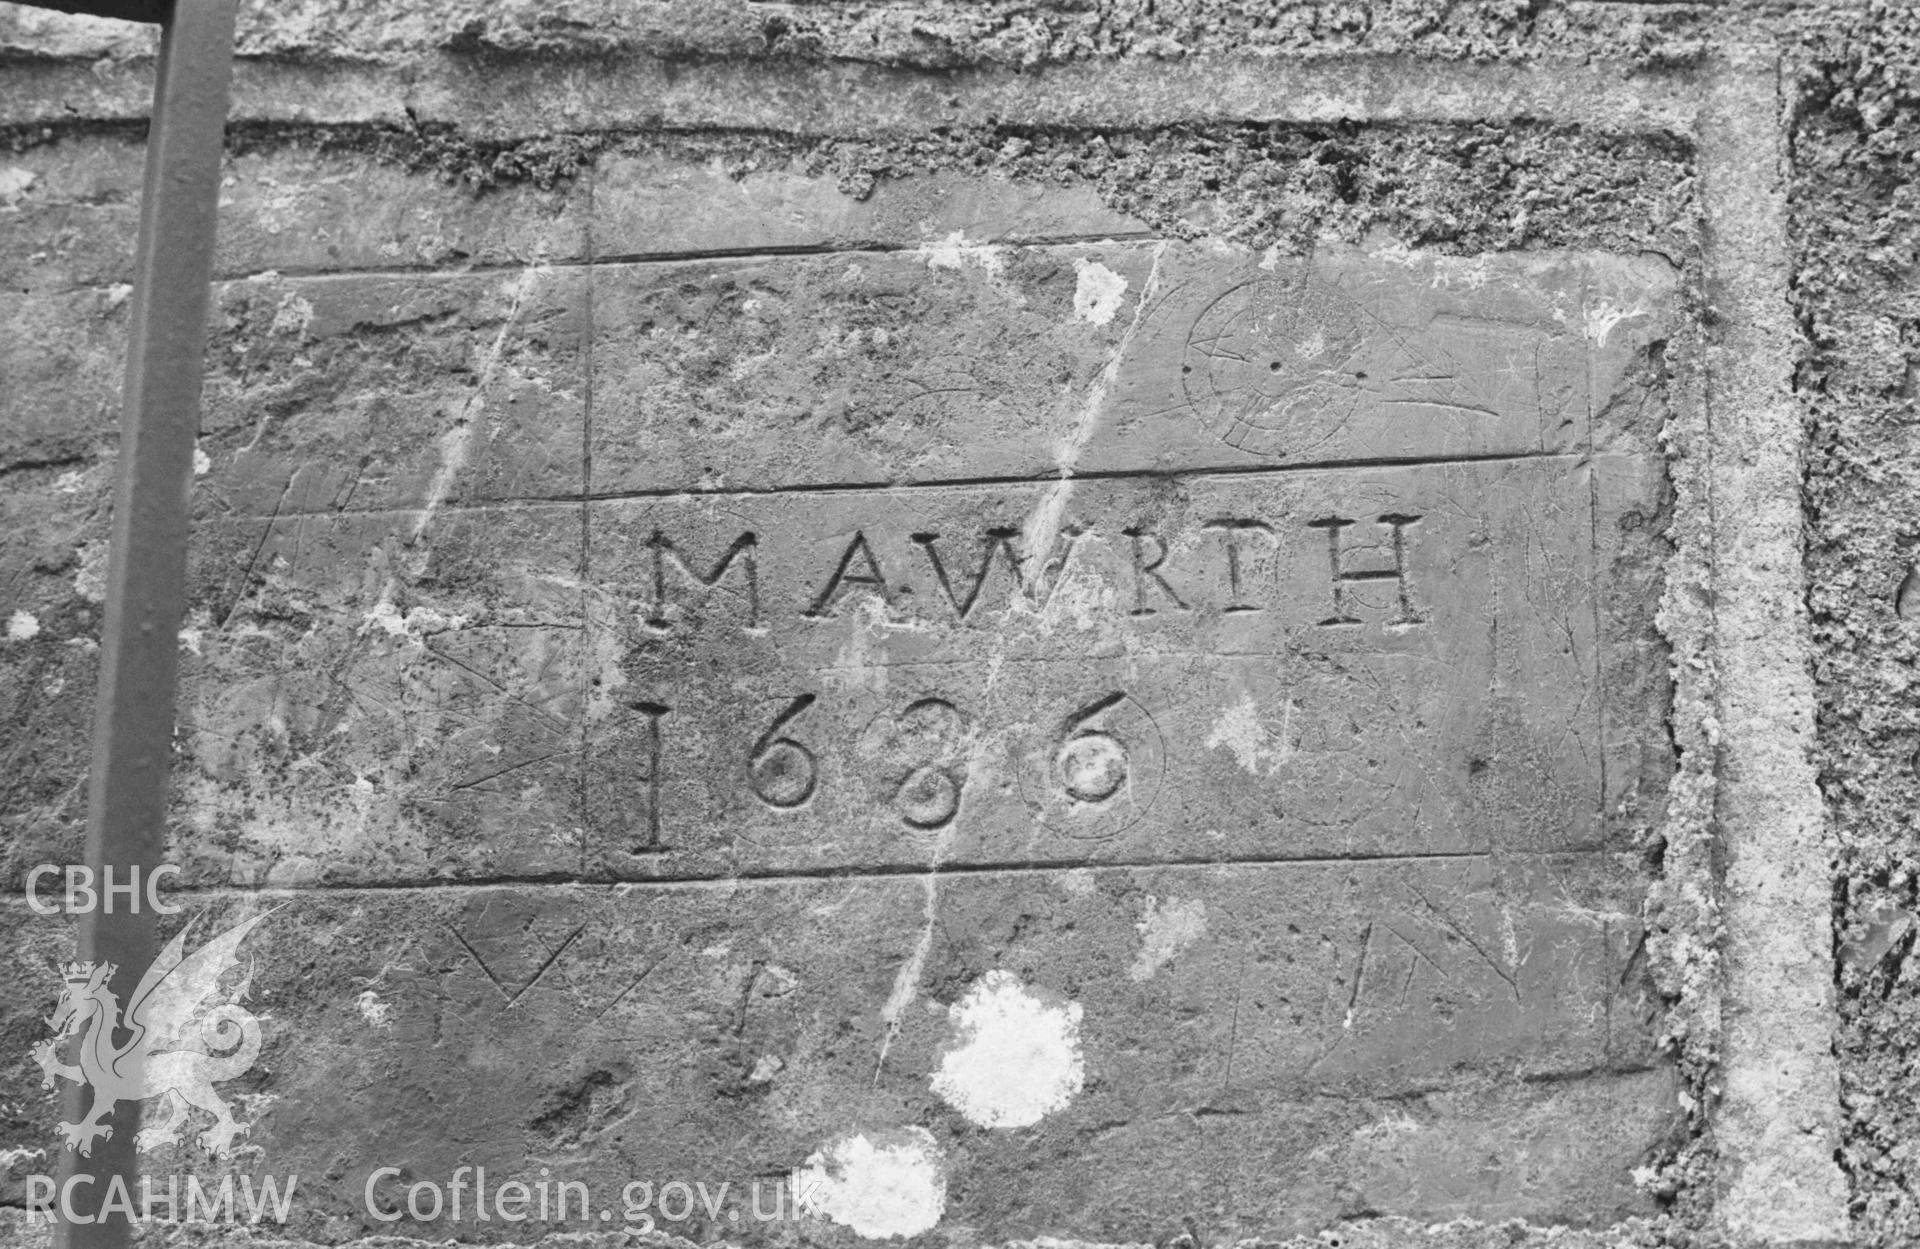 MAWRTH
1686
CBHC
RCAHMW Coflein.gov.uk